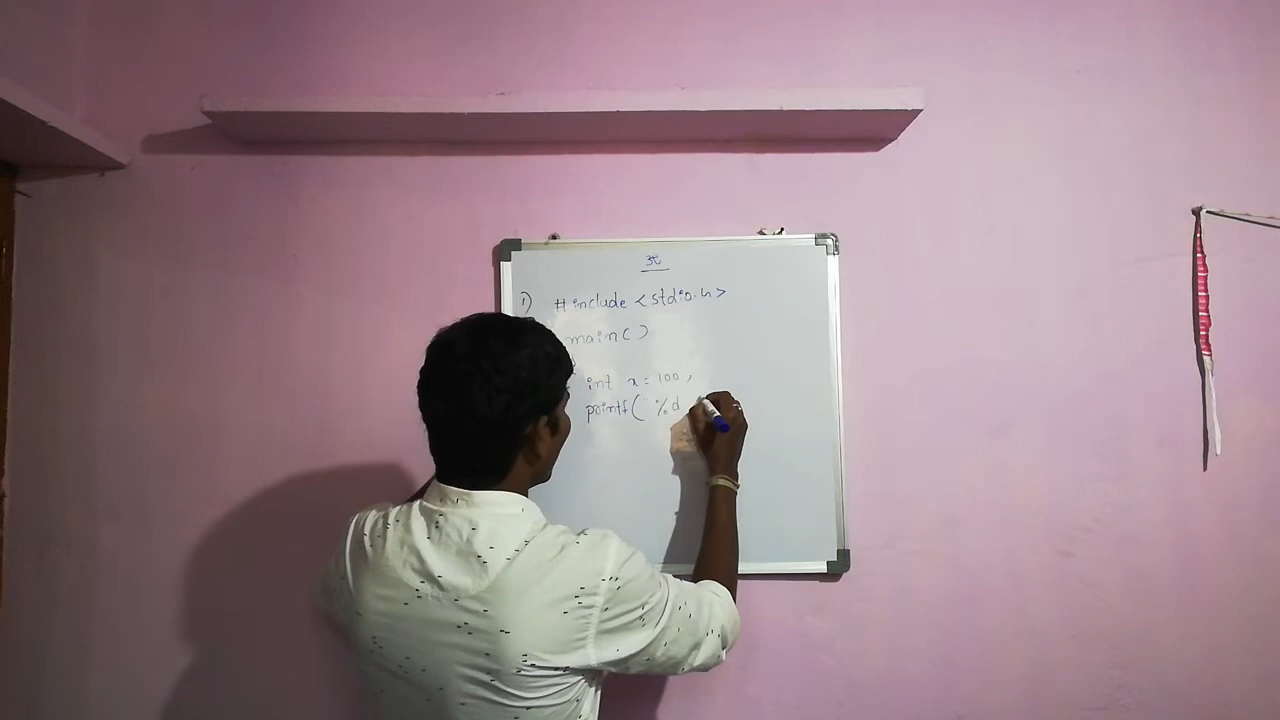 1) #include <stdio.h>
main()
{
int x=100,
printf( %d